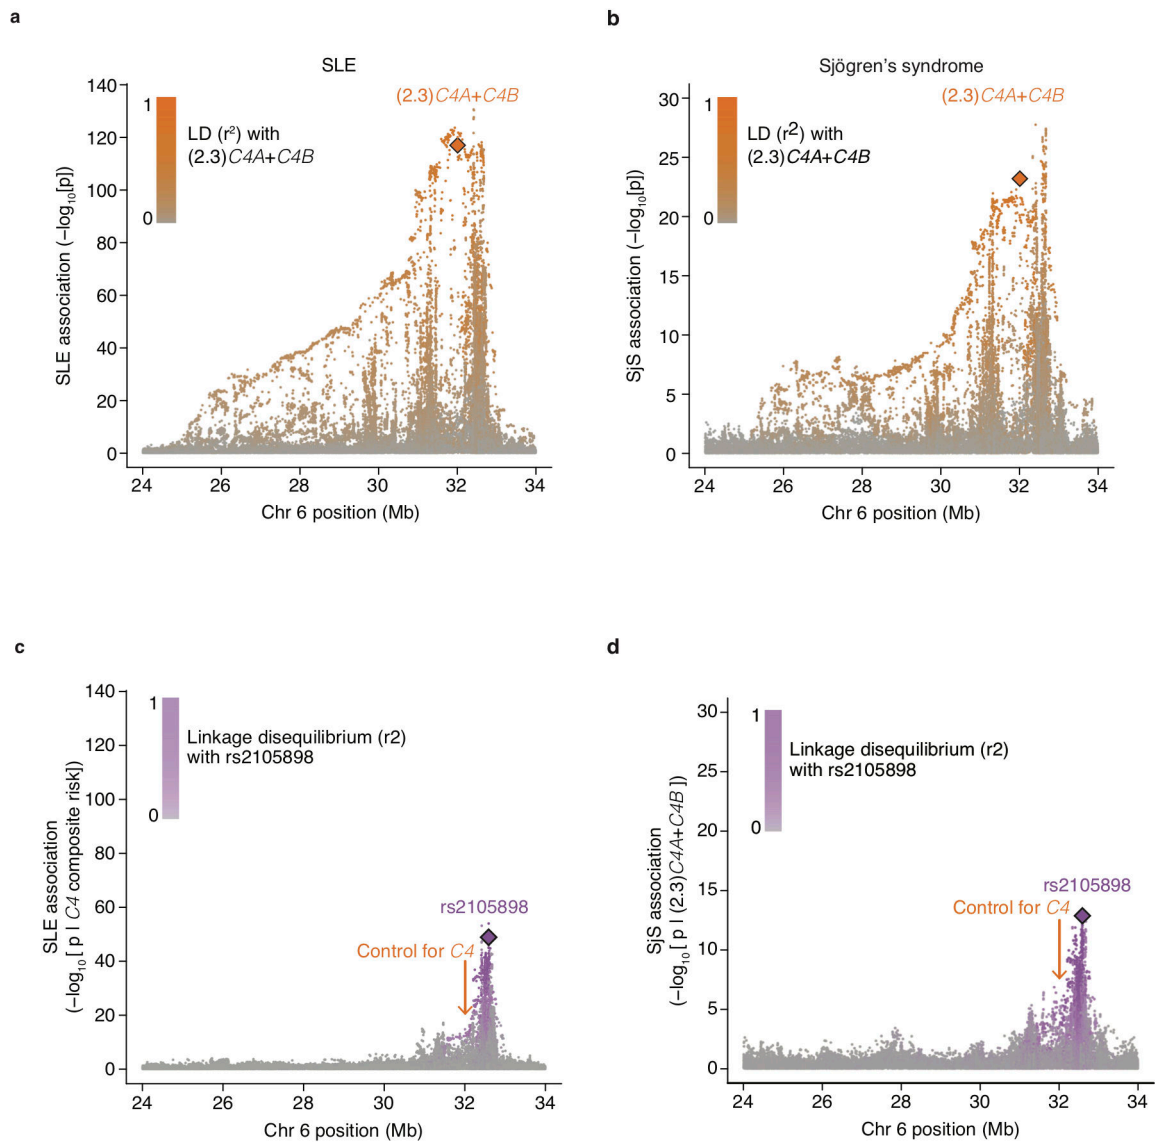 a
SLE
(2.3)C4A+C4B
1
0
LD (r²) with
(2.3)C4A+C4B
SLE association (−log10[p])
140
120
100
80
60
40
20
0
24 26 28 30 32 34
Chr 6 position (Mb)
b
Sjögren's syndrome
(2.3)C4A+C4B
1
0
LD (r2) with
(2.3)C4A+C4B
SjS association (−log10[p])
30
25
20
15
10
5
0
24 26 28 30 32 34
Chr 6 position (Mb)
c
1
0
Linkage disequilibrium (r2)
with rs2105898
rs2105898
Control for C4
SLE association
(−log10[ p | C4 composite risk])
140
120
100
80
60
40
20
0
24 26 28 30 32 34
Chr 6 position (Mb)
d
1
0
Linkage disequilibrium (r2)
with rs2105898
rs2105898
Control for C4
SjS association
(−log10[ p | (2.3)C4A+C4B ])
30
25
20
15
10
5
0
24 26 28 30 32 34
Chr 6 position (Mb)